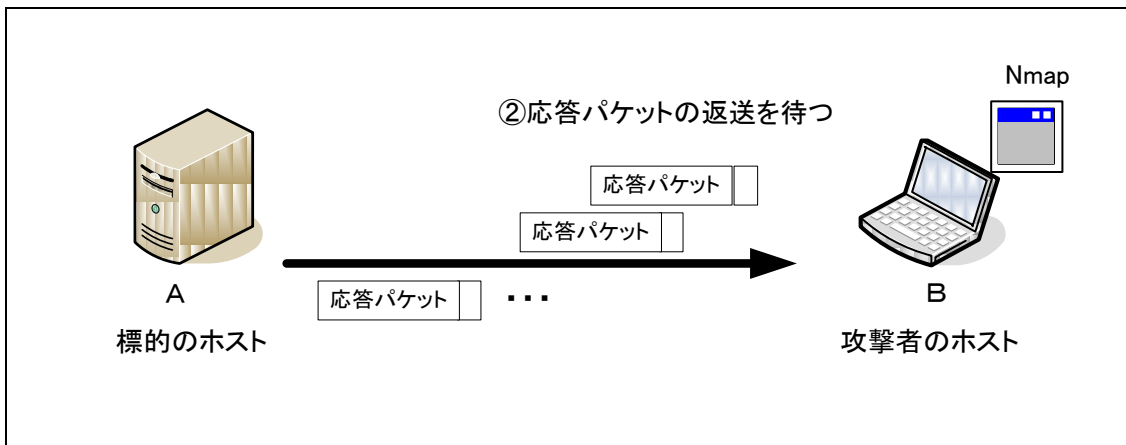 Nmap
②応答パケットの返送を待つ
応答パケット
応答パケット
応答パケット
・・・
A
B
標的のホスト
攻撃者のホスト